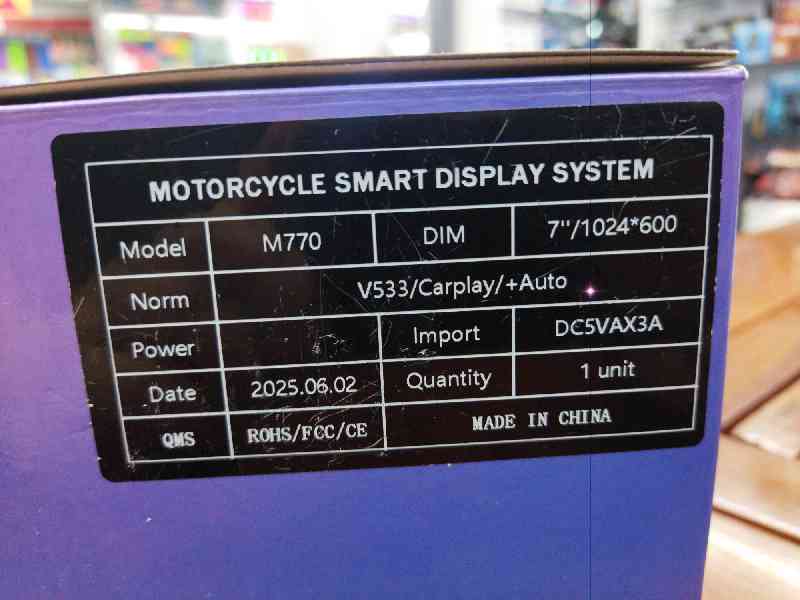 MOTORCYCLE SMART DISPLAY SYSTEM
Model M770 DIM 7"/1024*600
Norm V533/Carplay/+Auto
Power Import DC5VAX3A
Date 2025.06.02 Quantity 1 unit
QMS ROHS/FCC/CE MADE IN CHINA